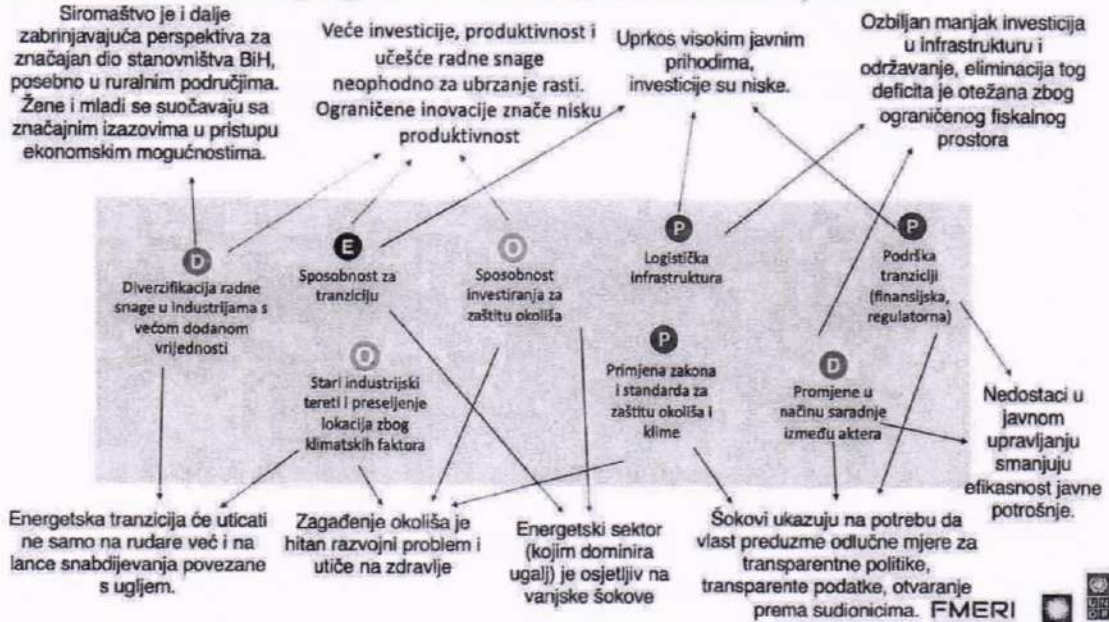 Siromaštvo je i dalje
zabrinjavajuća perspektiva za
značajan dio stanovništva BiH,
posebno u ruralnim područjima.
Žene i mladi se suočavaju sa
značajnim izazovima u pristupu
ekonomskim mogućnostima.
Veće investicije, produktivnost i
učešće radne snage
neophodno za ubrzanje rasti.
Ograničene inovacije znače nisku
produktivnost
Uprkos visokim javnim
prihodima,
investicije su niske.
Ozbiljan manjak investicija
u infrastrukturu i
održavanje, eliminacija tog
deficita je otežana zbog
ograničenog fiskalnog
prostora
D
Diverzifikacija radne
snage u industrijama s
većom dodanom
vrijednosti
E
Sposobnost za
tranziciju
O
Sposobnost
investiranja za
zaštitu okoliša
P
Logistička
infrastruktura
P
Podrška
tranziciji
(finansijska,
regulatorna)
O
Stari industrijski
tereti i preseljenje
lokacija zbog
klimatskih faktora
P
Primjena zakona
i standarda za
zaštitu okoliša i
klime
D
Promjene u
načinu saradnje
između aktera
Nedostaci u
javnom
upravljanju
smanjuju
efikasnost javne
potrošnje.
Energetska tranzicija će uticati
ne samo na rudare već i na
lance snabdijevanja povezane
s ugljem.
Zagađenje okoliša je
hitan razvojni problem i
utiče na zdravlje
Energetski sektor
(kojim dominira
ugalj) je osjetljiv na
vanjske šokove
Šokovi ukazuju na potrebu da
vlast preduzme odlučne mjere za
transparentne politike,
transparente podatke, otvaranje
prema sudionicima.
FMERI
UNDP